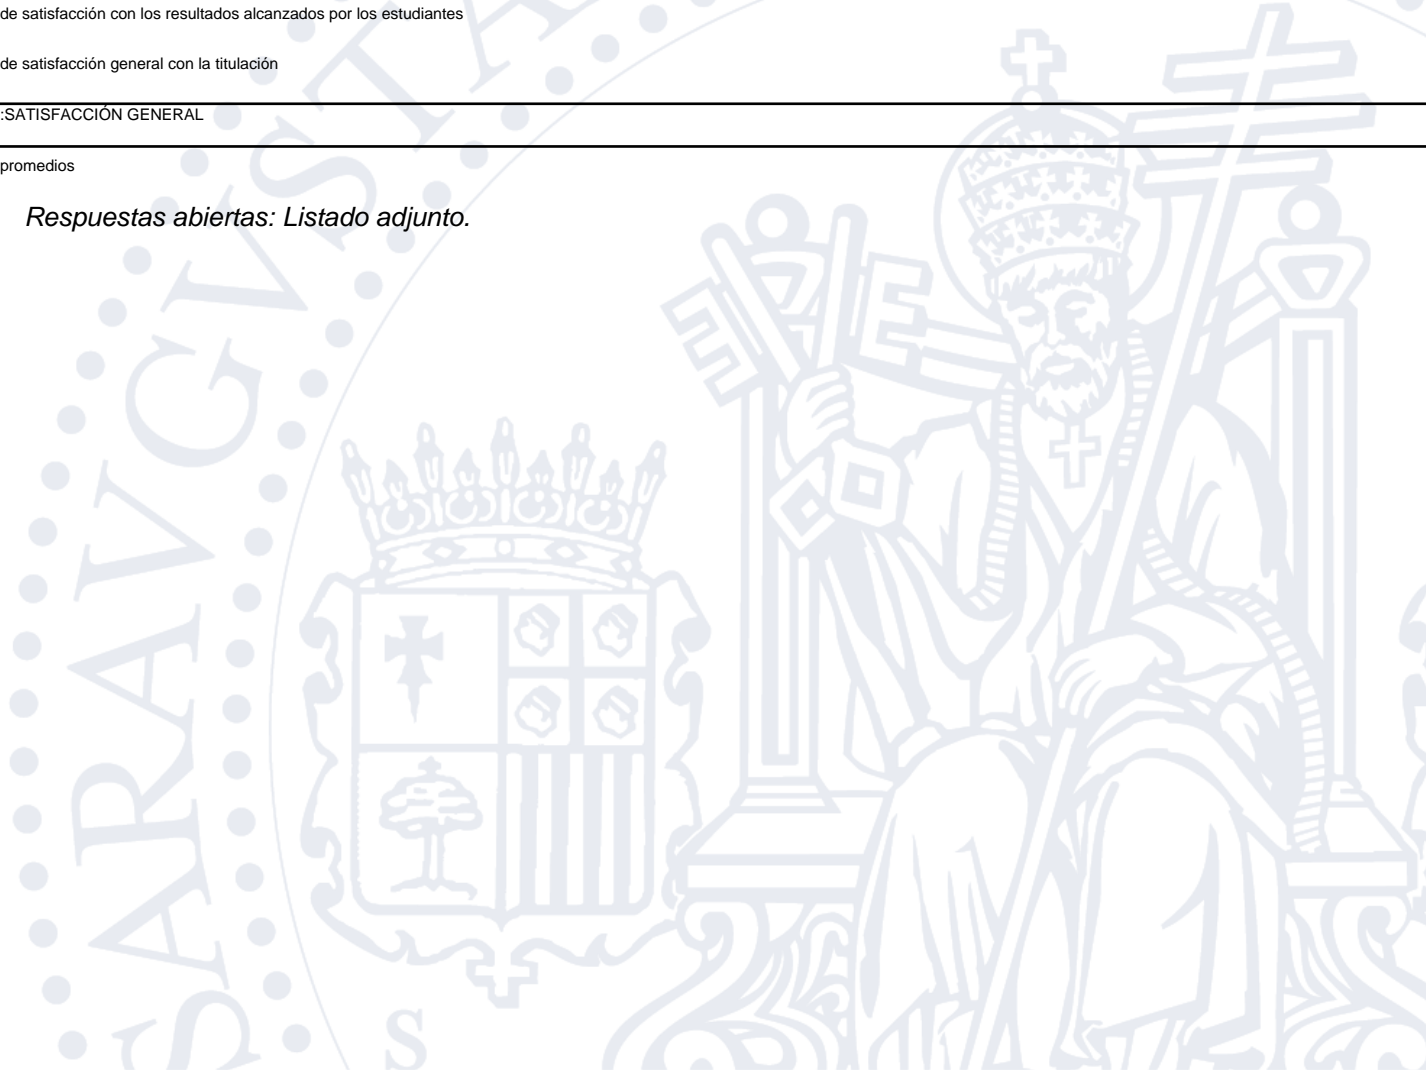 de satisfacción con los resultados alcanzados por los estudiantes
de satisfacción general con la titulación
:SATISFACCIÓN GENERAL
promedios
Respuestas abiertas: Listado adjunto.
SARAVGVSTA
S